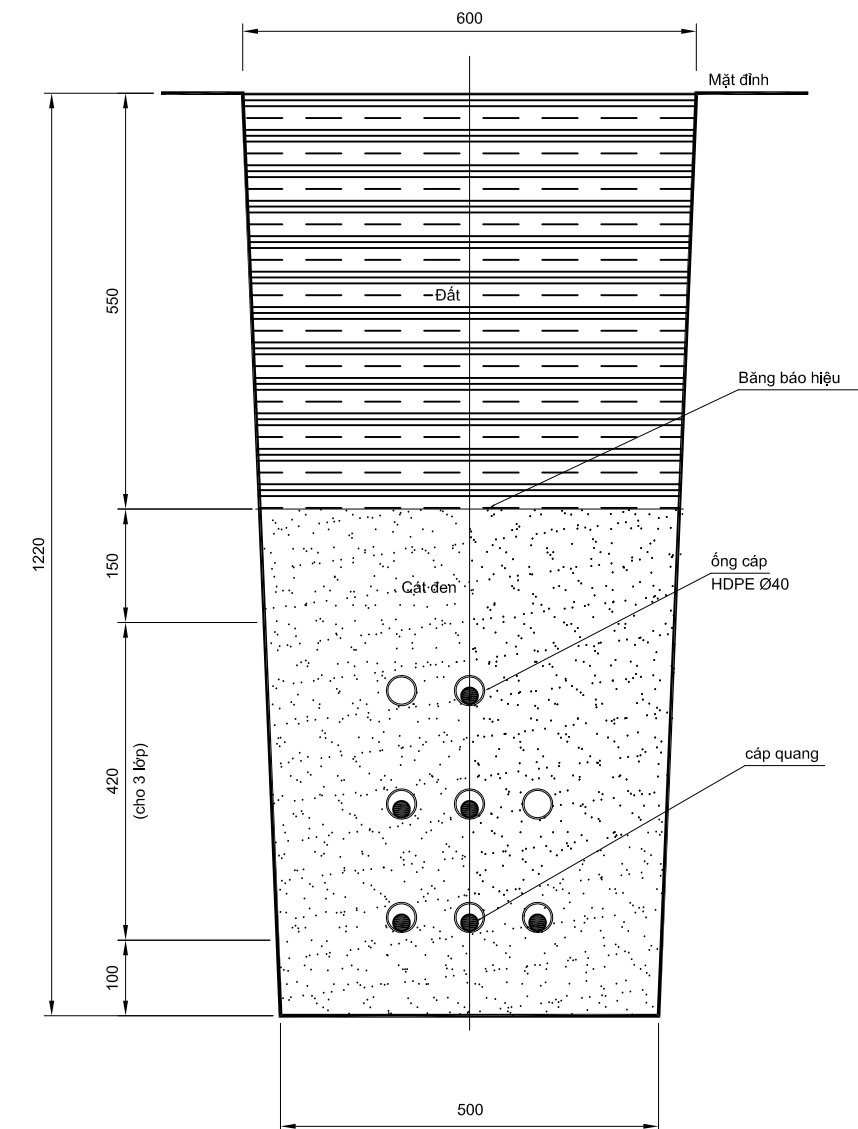 600
Mặt đỉnh
550
Đất
Băng báo hiệu
1220
150
ống cáp
HDPE Ø40
Cát đen
cáp quang
420
(cho 3 lớp)
100
500